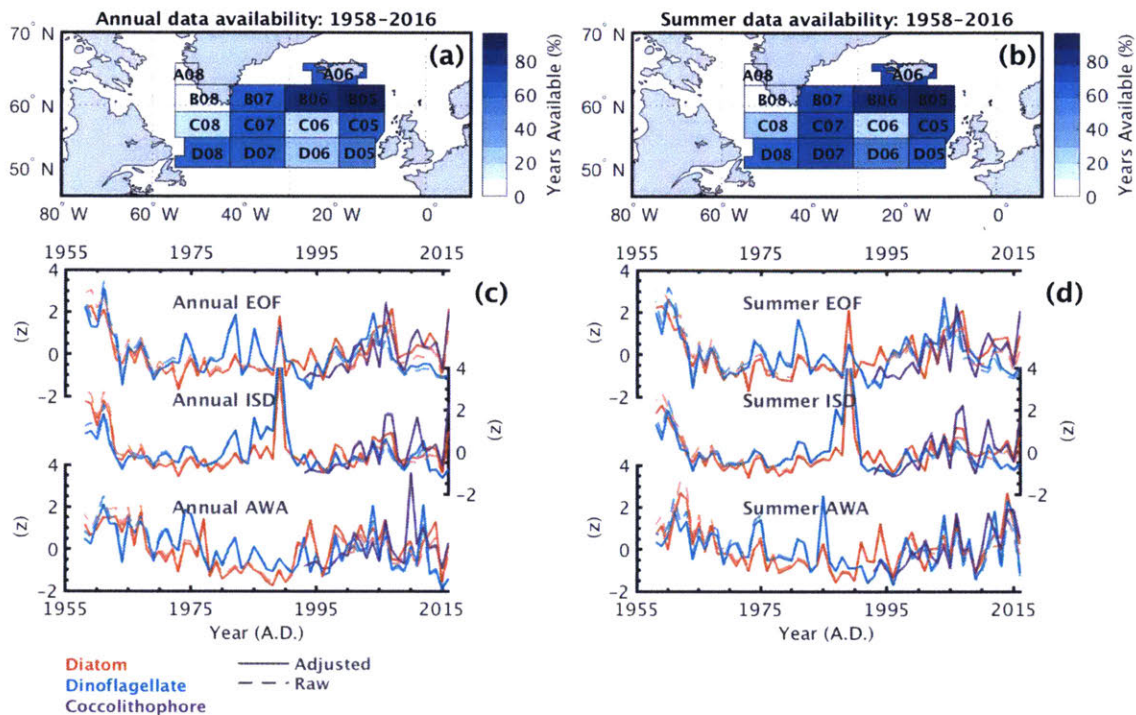 Annual data availability: 1958–2016
70° N
60° N
50° N
80° W 60° W 40° W 20° W 0°
(a)
A08 A06
B08 B07 B06 B05
C08 C07 C06 C05
D08 D07 D06 D05
80
60
40
20
0
Years Available (%)
Summer data availability: 1958–2016
70° N
60° N
50° N
80° W 60° W 40° W 20° W 0°
(b)
A08 A06
B08 B07 B06 B05
C08 C07 C06 C05
D08 D07 D06 D05
80
60
40
20
0
Years Available (%)
1955 1975 1995 2015
(c)
Annual EOF
4
2
0
-2
(z)
Annual ISD
4
2
0
-2
(z)
Annual AWA
4
2
0
-2
(z)
1955 1975 1995 2015
Year (A.D.)
1955 1975 1995 2015
(d)
Summer EOF
4
2
0
-2
(z)
Summer ISD
4
2
0
-2
(z)
Summer AWA
4
2
0
-2
(z)
1955 1975 1995 2015
Year (A.D.)
Diatom
Dinoflagellate
Coccolithophore
Adjusted
Raw